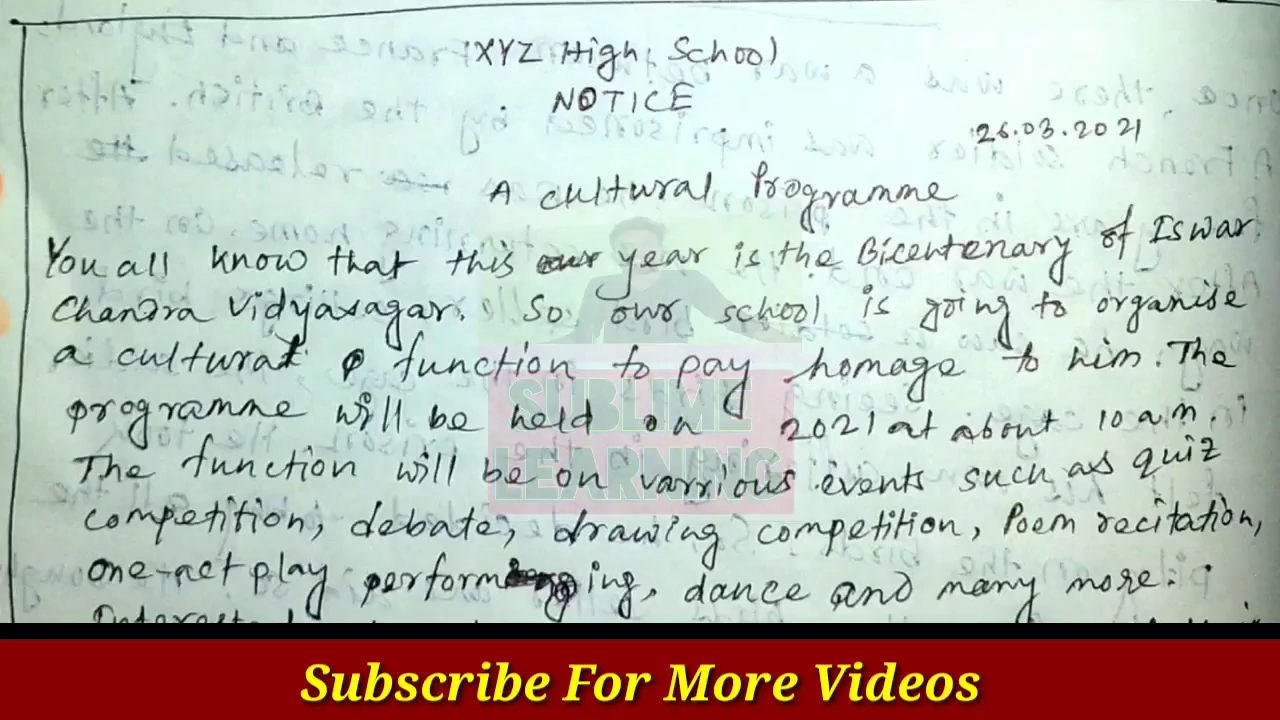 XYZ High School
NOTICE
26.03.2021
A cultural Programme
You all know that this year is the Bicentenary of Iswar
Chandra Vidyasagar. So our school is going to organise
a cultural function to pay homage to him. The
programme will be held on 2021 at about 10 a.m.
The function will be on varrious events such as quiz
competition, debate, drawing competition, Poem recitation,
one-act play performing, dance and many more.
SUBLIME
LEARNING
Subscribe For More Videos